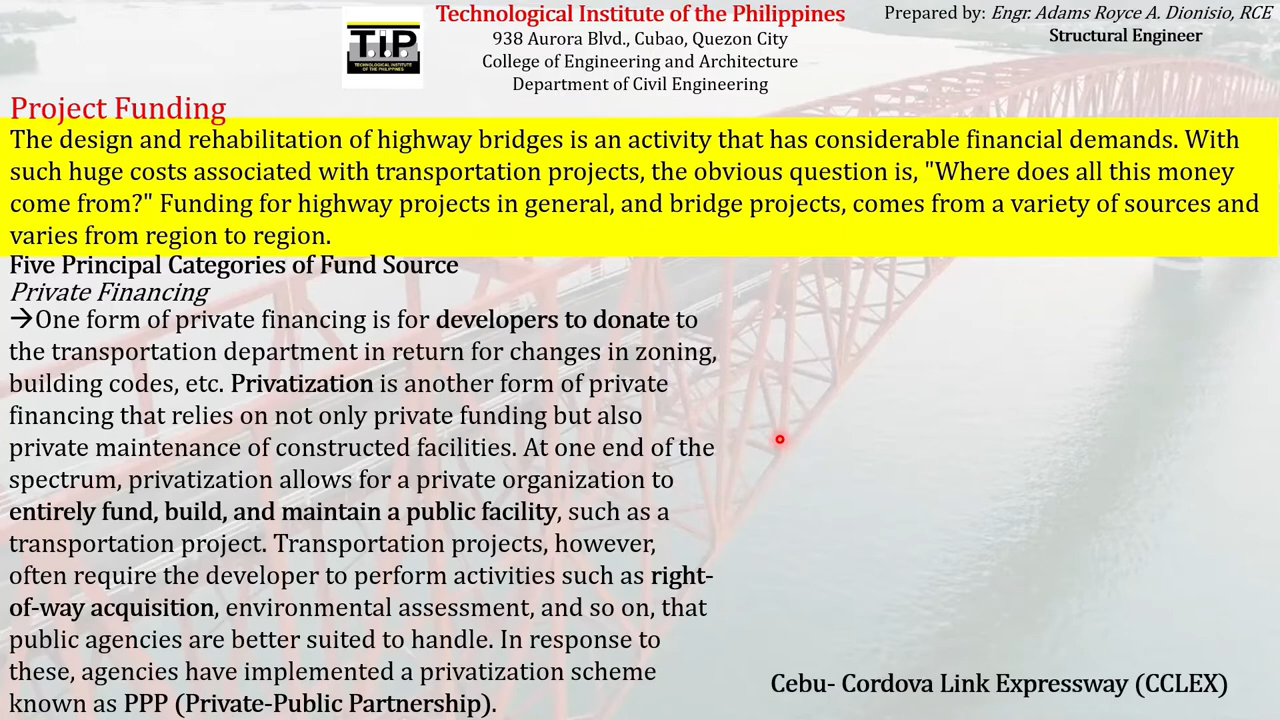 Technological Institute of the Philippines
938 Aurora Blvd., Cubao, Quezon City
College of Engineering and Architecture
Department of Civil Engineering
Prepared by: Engr. Adams Royce A. Dionisio, RCE
Structural Engineer
T.i.P
TECHNOLOGICAL INSTITUTE
OF THE PHILIPPINES
Project Funding
The design and rehabilitation of highway bridges is an activity that has considerable financial demands. With
such huge costs associated with transportation projects, the obvious question is, "Where does all this money
come from?" Funding for highway projects in general, and bridge projects, comes from a variety of sources and
varies from region to region.
Five Principal Categories of Fund Source
Private Financing
→One form of private financing is for developers to donate to
the transportation department in return for changes in zoning,
building codes, etc. Privatization is another form of private
financing that relies on not only private funding but also
private maintenance of constructed facilities. At one end of the
spectrum, privatization allows for a private organization to
entirely fund, build, and maintain a public facility, such as a
transportation project. Transportation projects, however,
often require the developer to perform activities such as right-
of-way acquisition, environmental assessment, and so on, that
public agencies are better suited to handle. In response to
these, agencies have implemented a privatization scheme
known as PPP (Private-Public Partnership).
Cebu- Cordova Link Expressway (CCLEX)